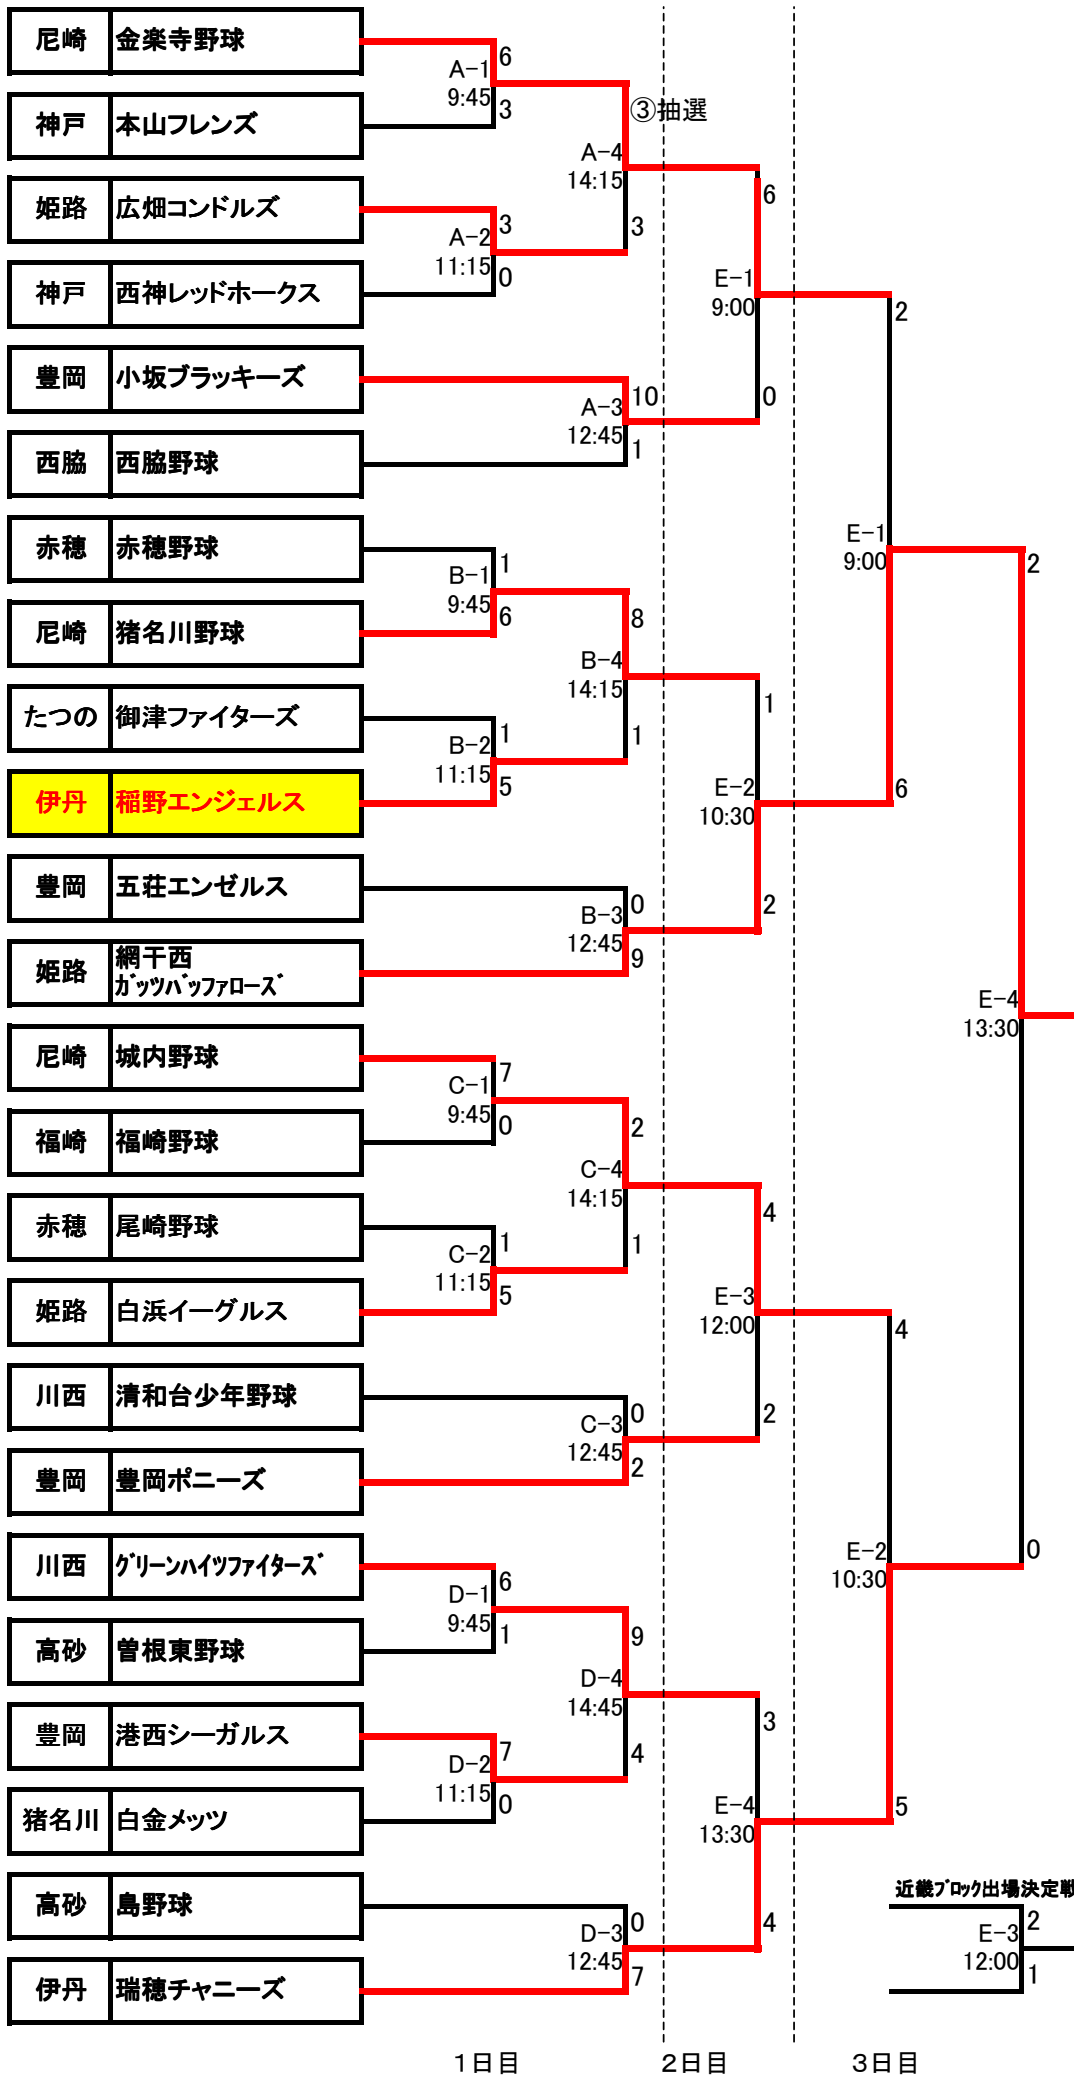 尼崎 金楽寺野球
6
A-1
9:45
3
神戸 本山フレンズ
③抽選
A-4
14:15
6
姫路 広畑コンドルズ
3
A-2
11:15
0
3
神戸 西神レッドホークス
E-1
9:00
2
豊岡 小坂ブラッキーズ
10
A-3
12:45
1
0
西脇 西脇野球
赤穂 赤穂野球
1
B-1
9:45
6
E-1
9:00
2
尼崎 猪名川野球
8
B-4
14:15
1
たつの 御津ファイターズ
1
B-2
11:15
5
1
伊丹 稲野エンジェルス
E-2
10:30
6
豊岡 五荘エンゼルス
0
B-3
12:45
9
2
姫路 網干西
ガッツバッファローズ
E-4
13:30
尼崎 城内野球
7
C-1
9:45
0
福崎 福崎野球
2
C-4
14:15
4
赤穂 尾崎野球
1
C-2
11:15
5
1
姫路 白浜イーグルス
E-3
12:00
4
川西 清和台少年野球
0
C-3
12:45
2
2
豊岡 豊岡ポニーズ
川西 グリーンハイツファイターズ
6
D-1
9:45
1
E-2
10:30
0
高砂 曽根東野球
9
D-4
14:45
3
豊岡 港西シーガルス
7
D-2
11:15
0
4
猪名川 白金メッツ
E-4
13:30
5
高砂 島野球
0
D-3
12:45
7
4
伊丹 瑞穂チャニーズ
近畿ブロック出場決定戦
2
E-3
12:00
1
1日目 2日目 3日目